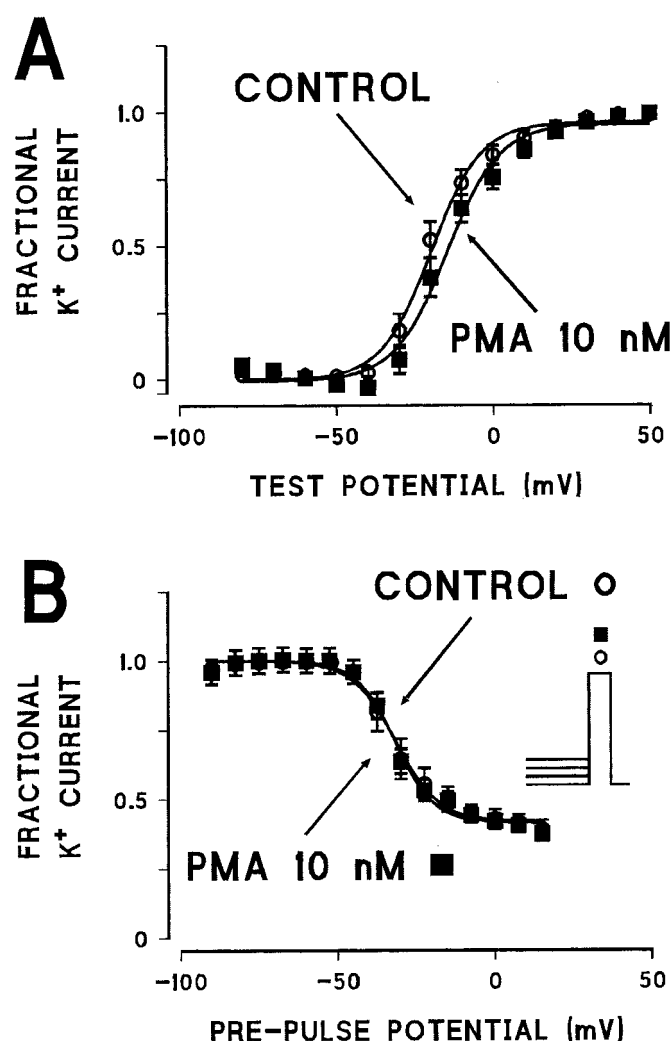 A
CONTROL
FRACTIONAL
K⁺ CURRENT
1.0
0.5
0
PMA 10 nM
-100
-50
0
50
TEST POTENTIAL (mV)
B
CONTROL
FRACTIONAL
K⁺ CURRENT
1.0
0.5
0
PMA 10 nM
-100
-50
0
50
PRE-PULSE POTENTIAL (mV)